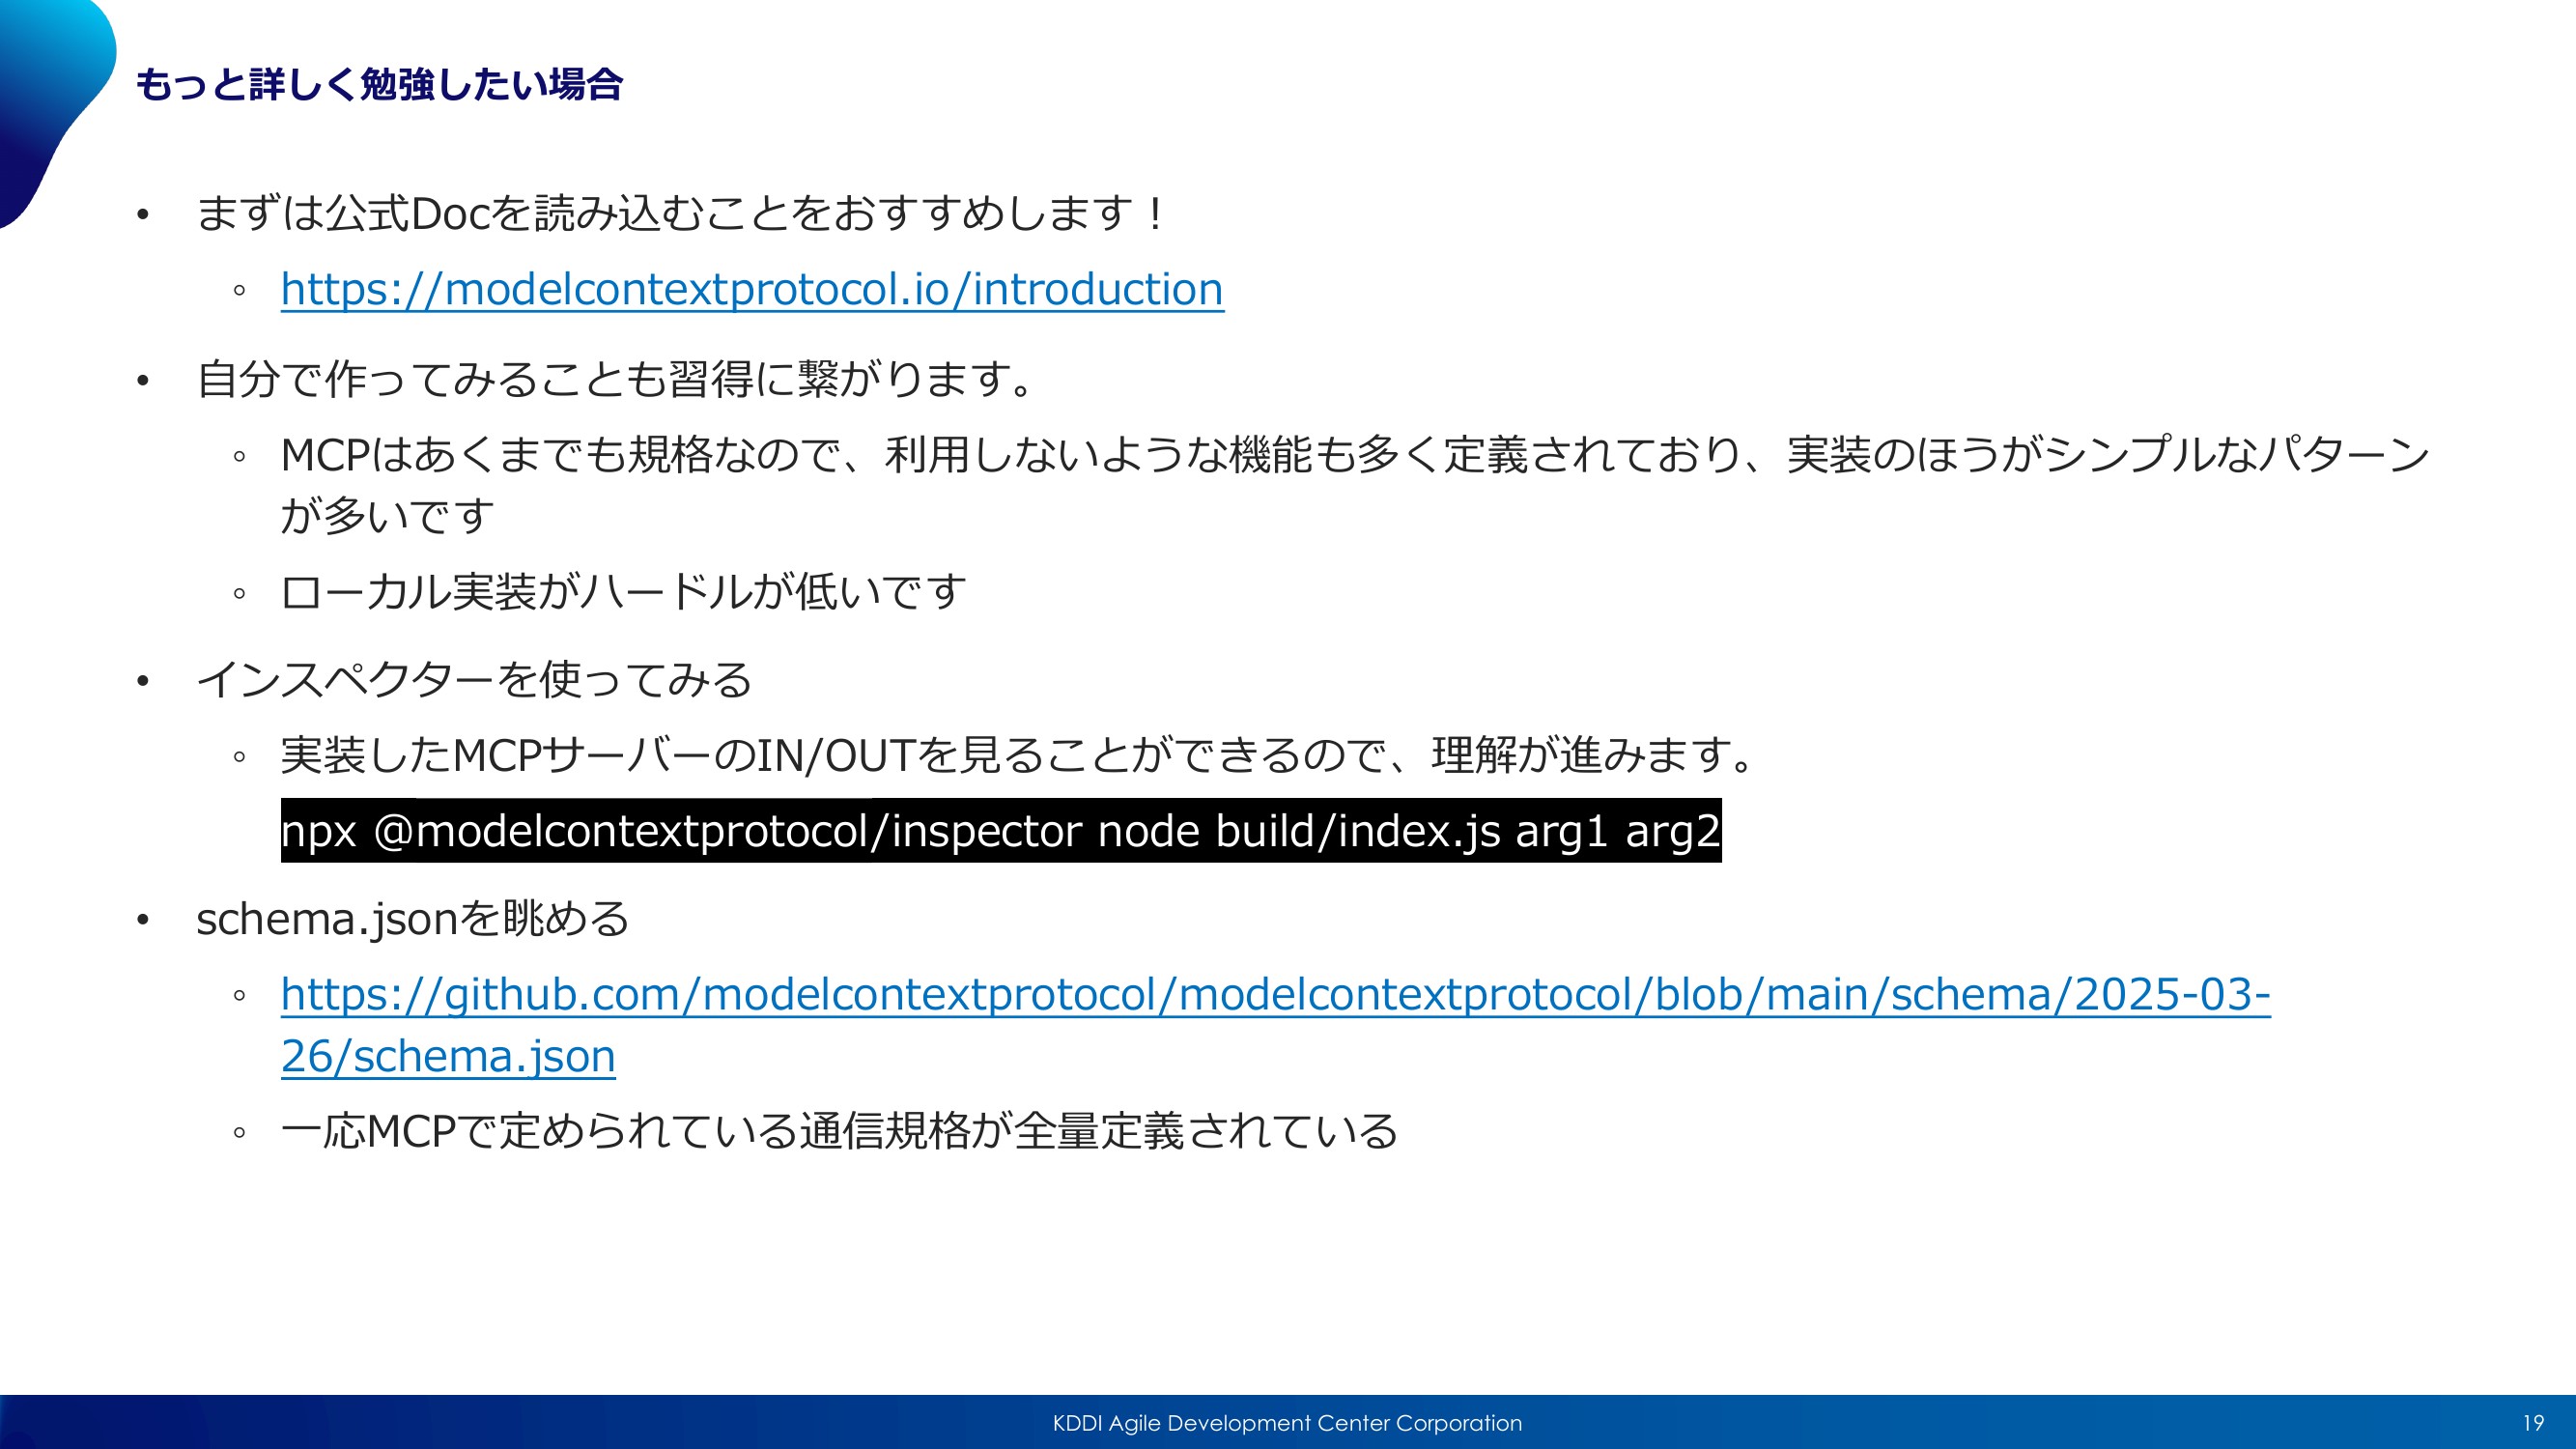 もっと詳しく勉強したい場合
• まずは公式Docを読み込むことをおすすめします！
◦ https://modelcontextprotocol.io/introduction
• 自分で作ってみることも習得に繋がります。
◦ MCPはあくまでも規格なので、利用しないような機能も多く定義されており、実装のほうがシンプルなパターン
が多いです
◦ ローカル実装がハードルが低いです
• インスペクターを使ってみる
◦ 実装したMCPサーバーのIN/OUTを見ることができるので、理解が進みます。
npx @modelcontextprotocol/inspector node build/index.js arg1 arg2
• schema.jsonを眺める
◦ https://github.com/modelcontextprotocol/modelcontextprotocol/blob/main/schema/2025-03-
26/schema.json
◦ 一応MCPで定められている通信規格が全量定義されている
KDDI Agile Development Center Corporation
19